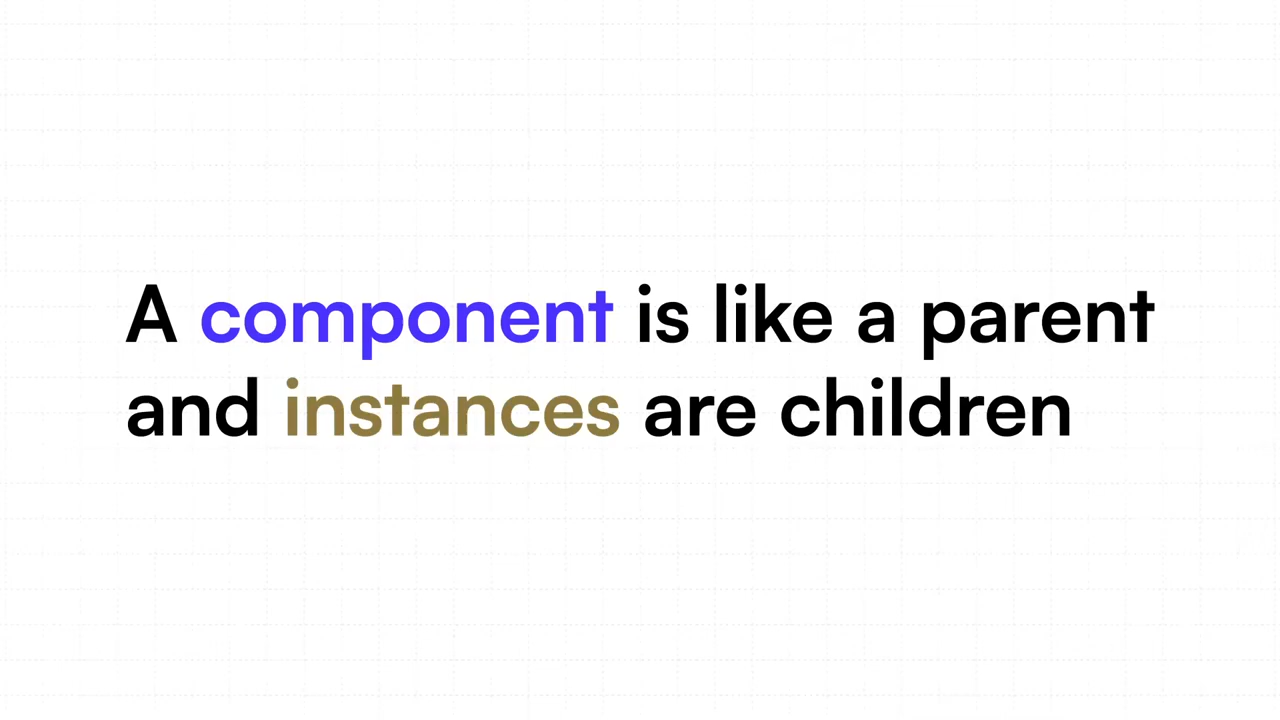 A component is like a parent
and instances are children